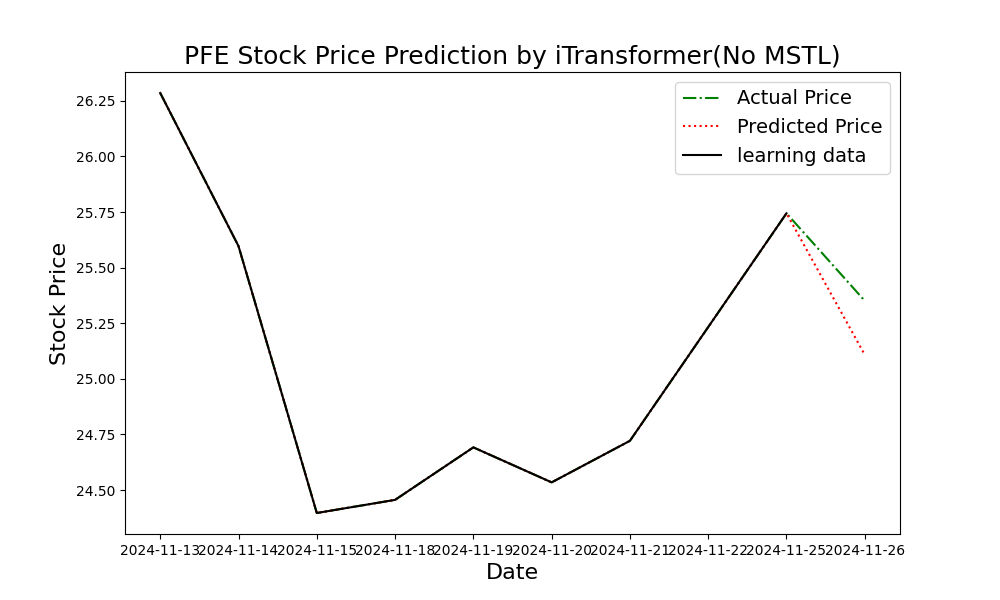 PFE Stock Price Prediction by iTransformer(No MSTL)
Actual Price
Predicted Price
learning data
26.25
26.00
25.75
25.50
25.25
25.00
24.75
24.50
Stock Price
2024-11-13 2024-11-14 2024-11-15 2024-11-18 2024-11-19 2024-11-20 2024-11-21 2024-11-22 2024-11-25 2024-11-26
Date